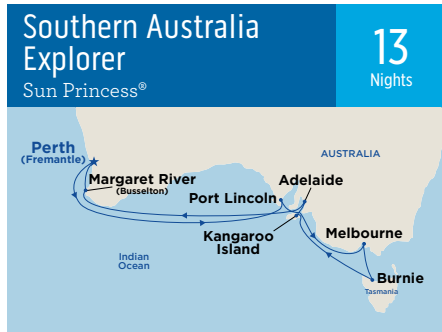 Southern Australia
Explorer
Sun Princess®
13
Nights
Perth
(Fremantle)
AUSTRALIA
Margaret River
(Busselton)
Adelaide
Port Lincoln
Kangaroo
Island
Melbourne
Indian
Ocean
Burnie
Tasmania